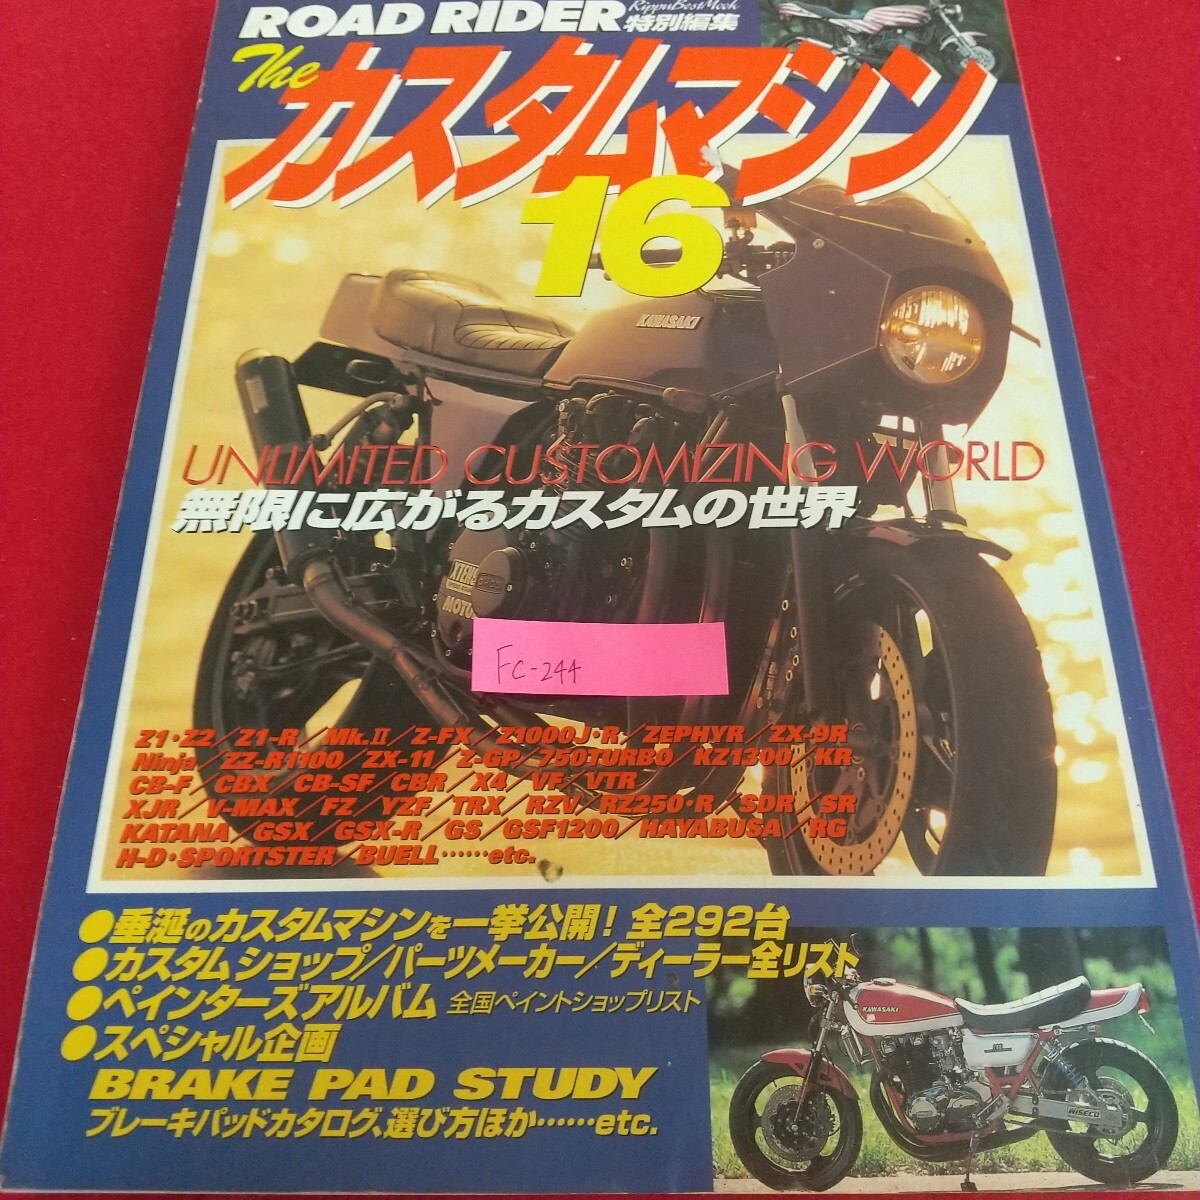 ROAD RIDER
RippuBestMook
特別編集
The
カスタムマシン
16
KAWASAKI
UNLIMITED CUSTOMIZING WORLD
無限に広がるカスタムの世界
FC-244
Z1・Z2／Z1-R／Mk.II／Z-FX／Z1000J・R／ZEPHYR／ZX-9R
Ninja／ZZ-R1100／ZX-11／Z-GP／750TURBO／KZ1300／KR
CB-F／CBX／CB-SF／CBR／X4／VF／VTR
XJR／V-MAX／FZ／YZF／TRX／RZV／RZ250・R／SDR／SR
KATANA／GSX／GSX-R／GS／GSF1200／HAYABUSA／RG
H-D・SPORTSTER／BUELL……etc.
●垂涎のカスタムマシンを一挙公開！全292台
●カスタムショップ／パーツメーカー／ディーラー全リスト
●ペインターズアルバム 全国ペイントショップリスト
●スペシャル企画
BRAKE PAD STUDY
ブレーキパッドカタログ、選び方ほか……etc.
KAWASAKI
WISECO